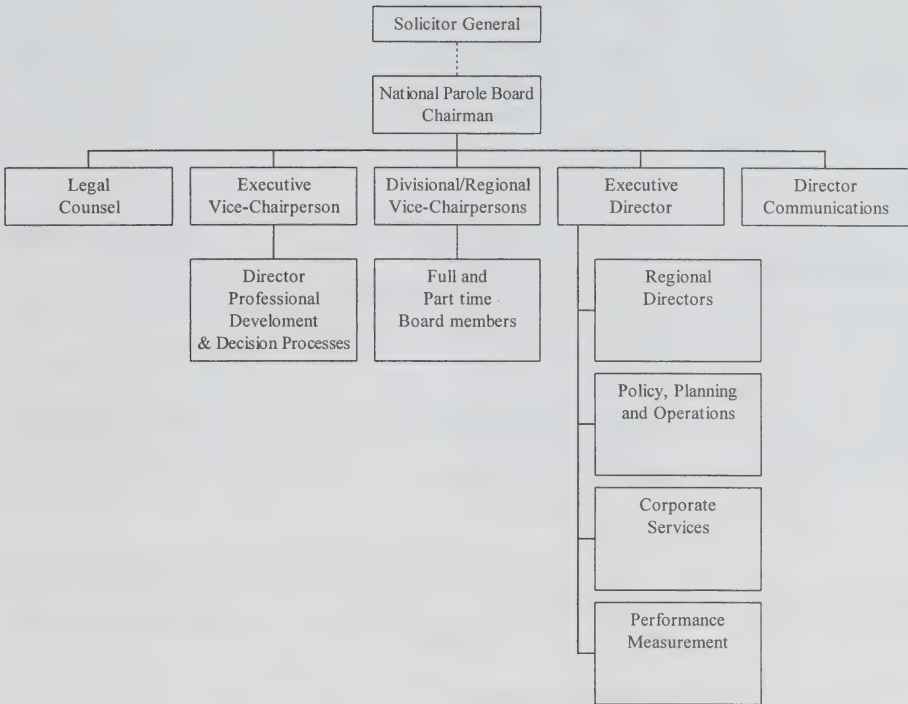 Solicitor General
National Parole Board
Chairman
Legal
Counsel
Executive
Vice-Chairperson
Divisional/Regional
Vice-Chairpersons
Executive
Director
Director
Communications
Director
Professional
Develoment
& Decision Processes
Full and
Part time
Board members
Regional
Directors
Policy, Planning
and Operations
Corporate
Services
Performance
Measurement